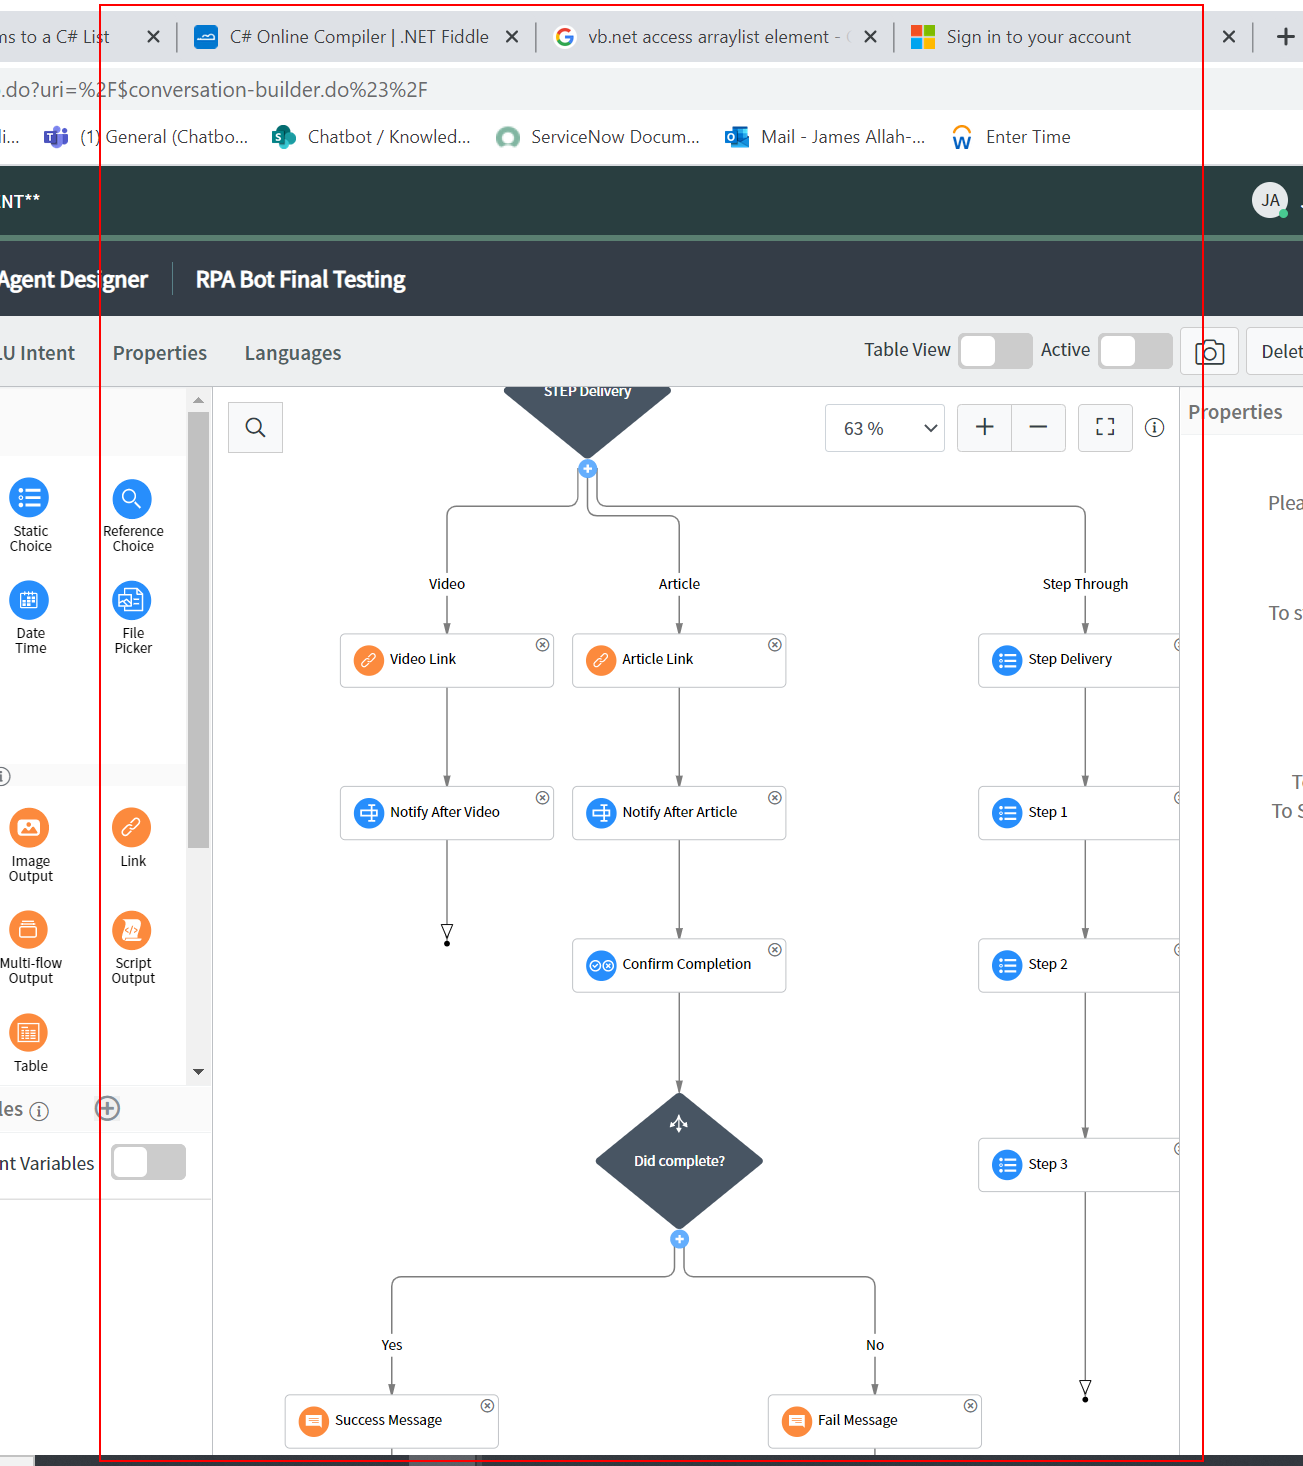 ms to a C# List
C# Online Compiler | .NET Fiddle
vb.net access arraylist element -
Sign in to your account
.do?uri=%2F$conversation-builder.do%23%2F
(1) General (Chatbo...
Chatbot / Knowled...
ServiceNow Docum...
Mail - James Allah-...
Enter Time
NT**
JA
Agent Designer
RPA Bot Final Testing
LU Intent
Properties
Languages
Table View
Active
Delet
STEP Delivery
63 %
Properties
Plea
Static
Choice
Reference
Choice
To s
Date
Time
File
Picker
Video
Article
Step Through
Video Link
Article Link
Step Delivery
T
To S
Notify After Video
Notify After Article
Step 1
Image
Output
Link
Multi-flow
Output
Script
Output
Confirm Completion
Step 2
Table
les
nt Variables
Did complete?
Step 3
Yes
No
Success Message
Fail Message